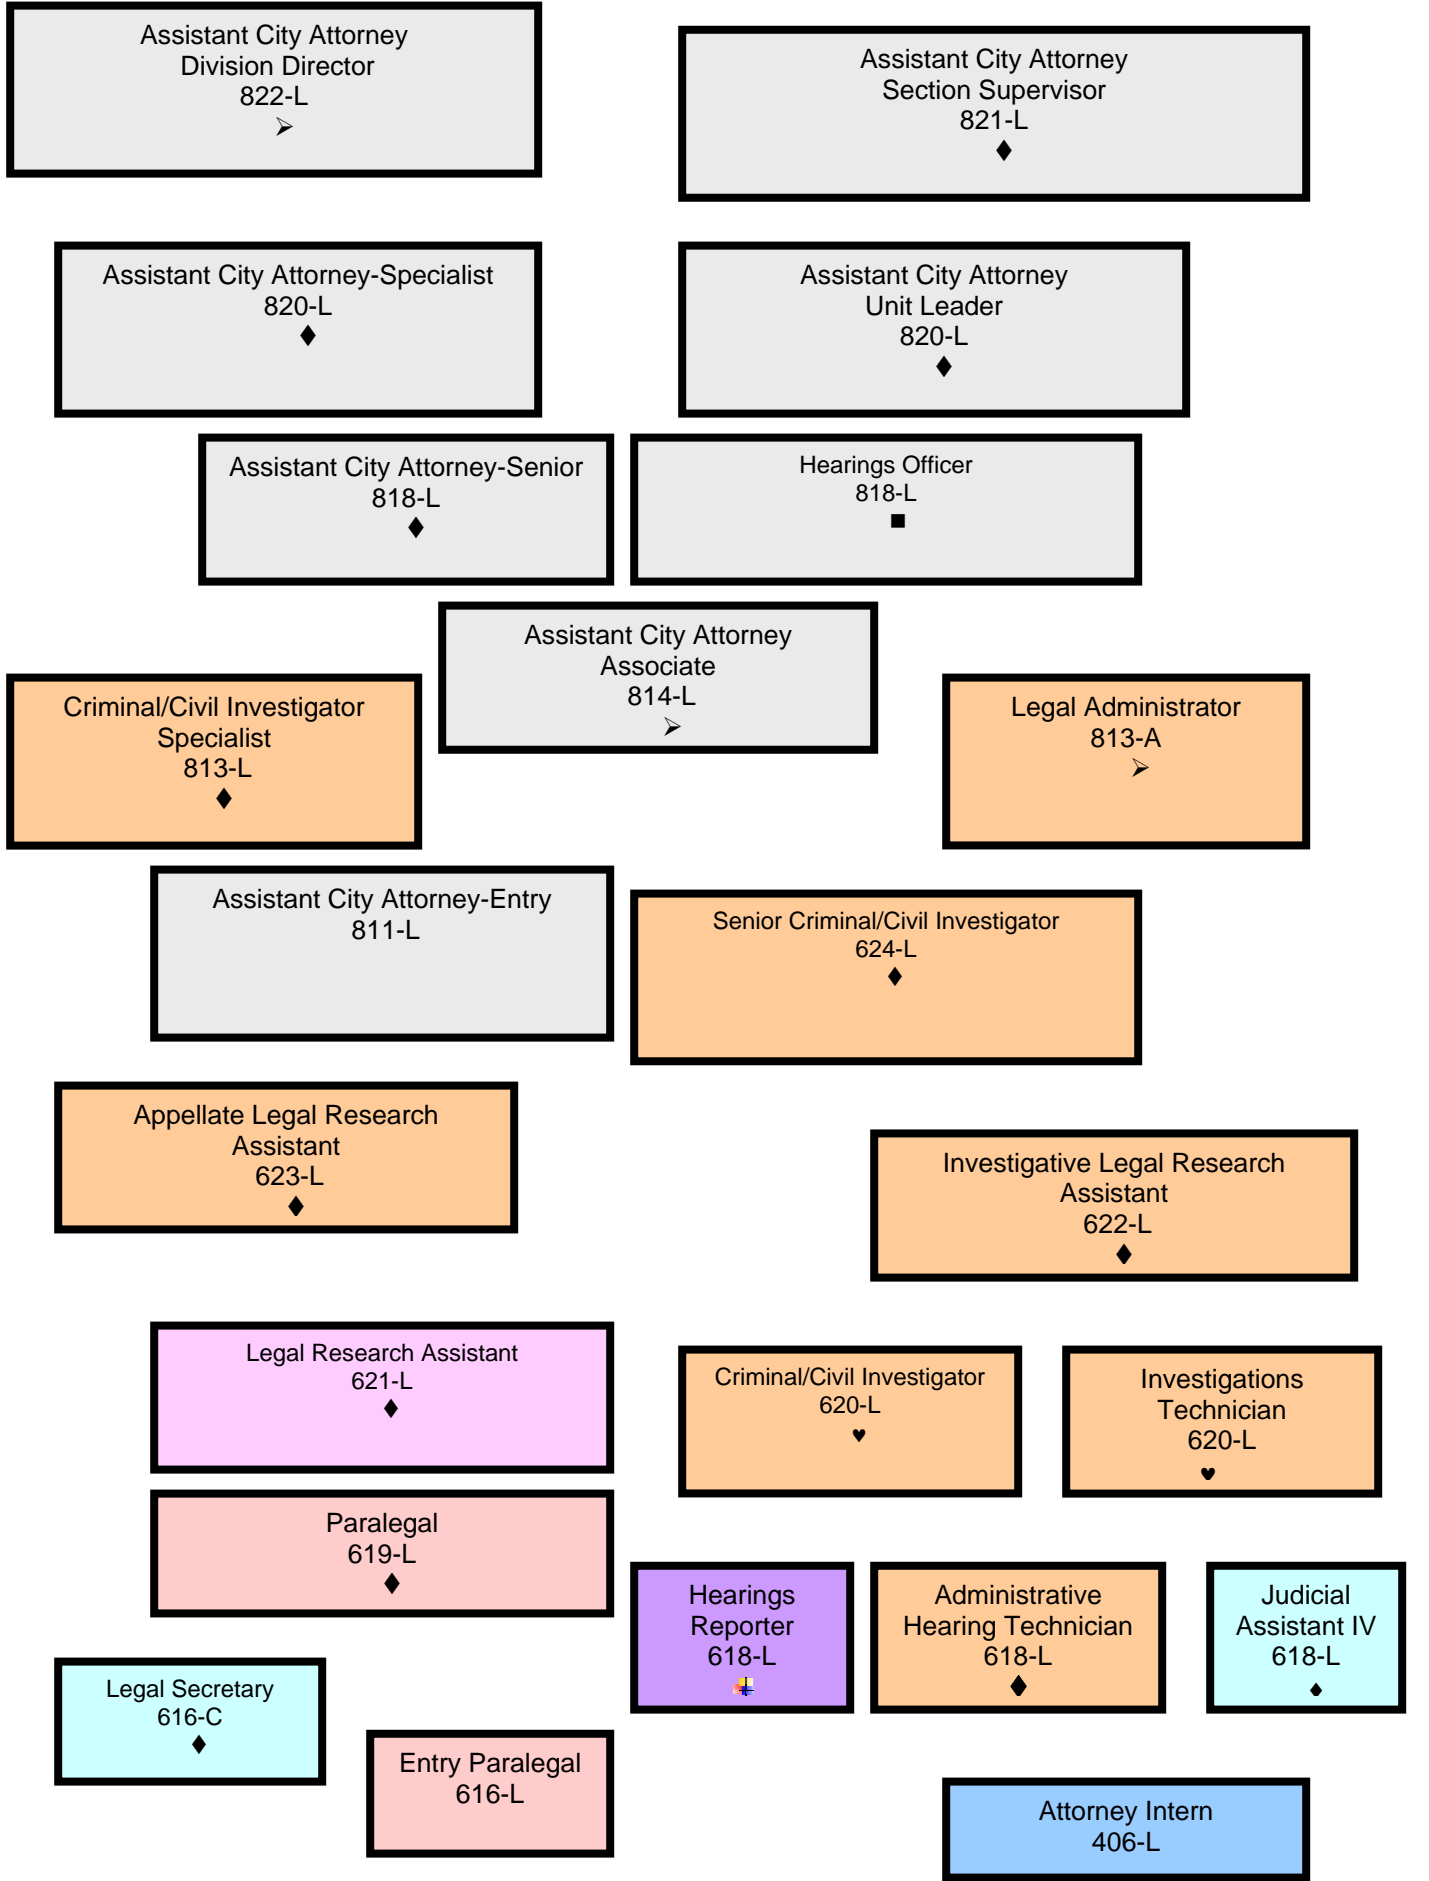 Assistant City Attorney
Division Director
822-L
➢
Assistant City Attorney
Section Supervisor
821-L
♦
Assistant City Attorney-Specialist
820-L
♦
Assistant City Attorney
Unit Leader
820-L
♦
Assistant City Attorney-Senior
818-L
♦
Hearings Officer
818-L
■
Assistant City Attorney
Associate
814-L
➢
Criminal/Civil Investigator
Specialist
813-L
♦
Legal Administrator
813-A
➢
Assistant City Attorney-Entry
811-L
Senior Criminal/Civil Investigator
624-L
♦
Appellate Legal Research
Assistant
623-L
♦
Investigative Legal Research
Assistant
622-L
♦
Legal Research Assistant
621-L
♦
Criminal/Civil Investigator
620-L
♥
Investigations
Technician
620-L
♥
Paralegal
619-L
♦
Hearings
Reporter
618-L
Administrative
Hearing Technician
618-L
♦
Judicial
Assistant IV
618-L
♦
Legal Secretary
616-C
♦
Entry Paralegal
616-L
Attorney Intern
406-L